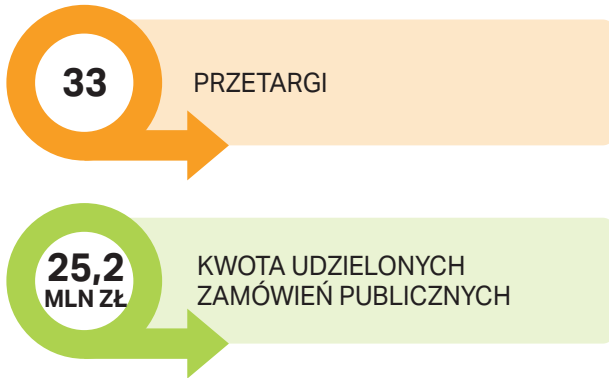 33
PRZETARGI
25,2
MLN ZŁ
KWOTA UDZIELONYCH
ZAMÓWIEŃ PUBLICZNYCH